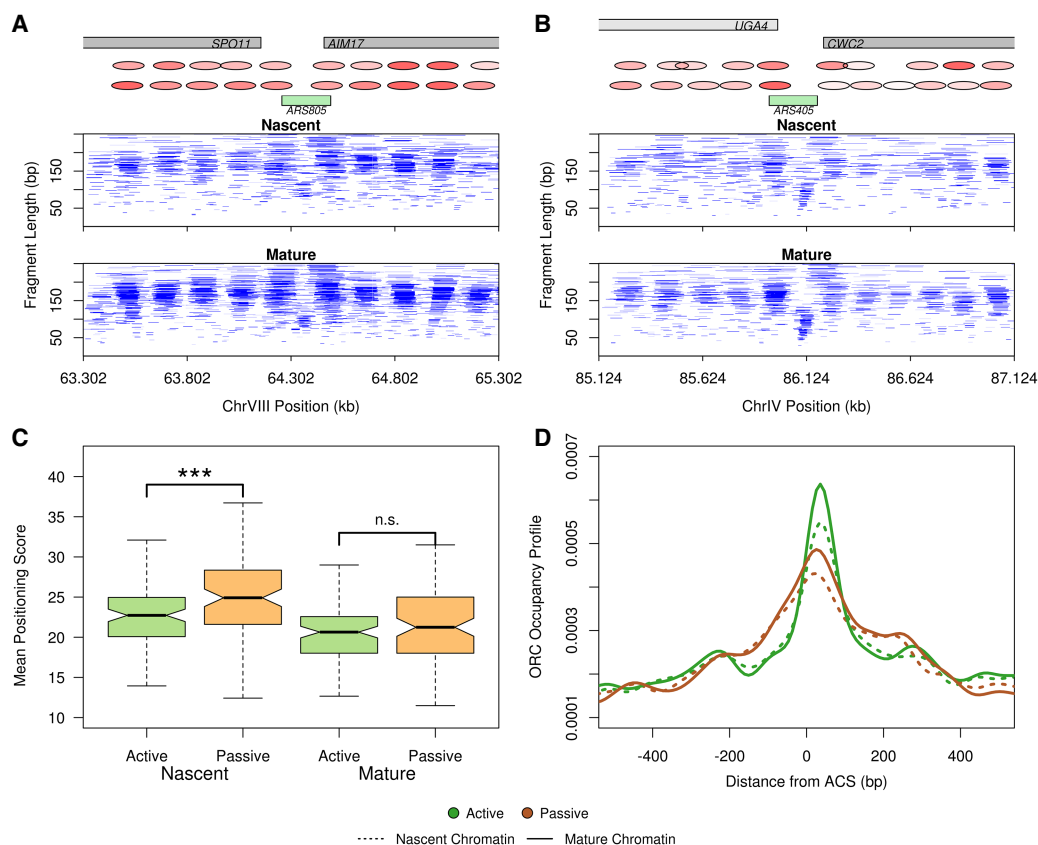 A
SPO11
AIM17
ARS805
Nascent
150
50
Mature
150
50
Fragment Length (bp)
63.302 63.802 64.302 64.802 65.302
ChrVIII Position (kb)
B
UGA4
CWC2
ARS405
Nascent
150
50
Mature
150
50
Fragment Length (bp)
85.124 85.624 86.124 86.624 87.124
ChrIV Position (kb)
C
Mean Positioning Score
40
35
30
25
20
15
10
***
n.s.
Active Passive Active Passive
Nascent Mature
D
ORC Occupancy Profile
0.0007
0.0005
0.0003
0.0001
-400 -200 0 200 400
Distance from ACS (bp)
Active Passive
Nascent Chromatin Mature Chromatin